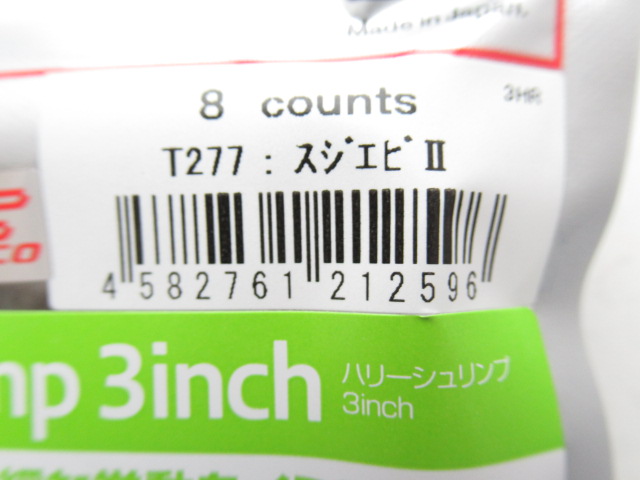 Made in Japan.
8 counts
3HR
T277 : スジエビⅡ
4 582761 212596
mp 3inch
ハリーシュリンプ
3inch